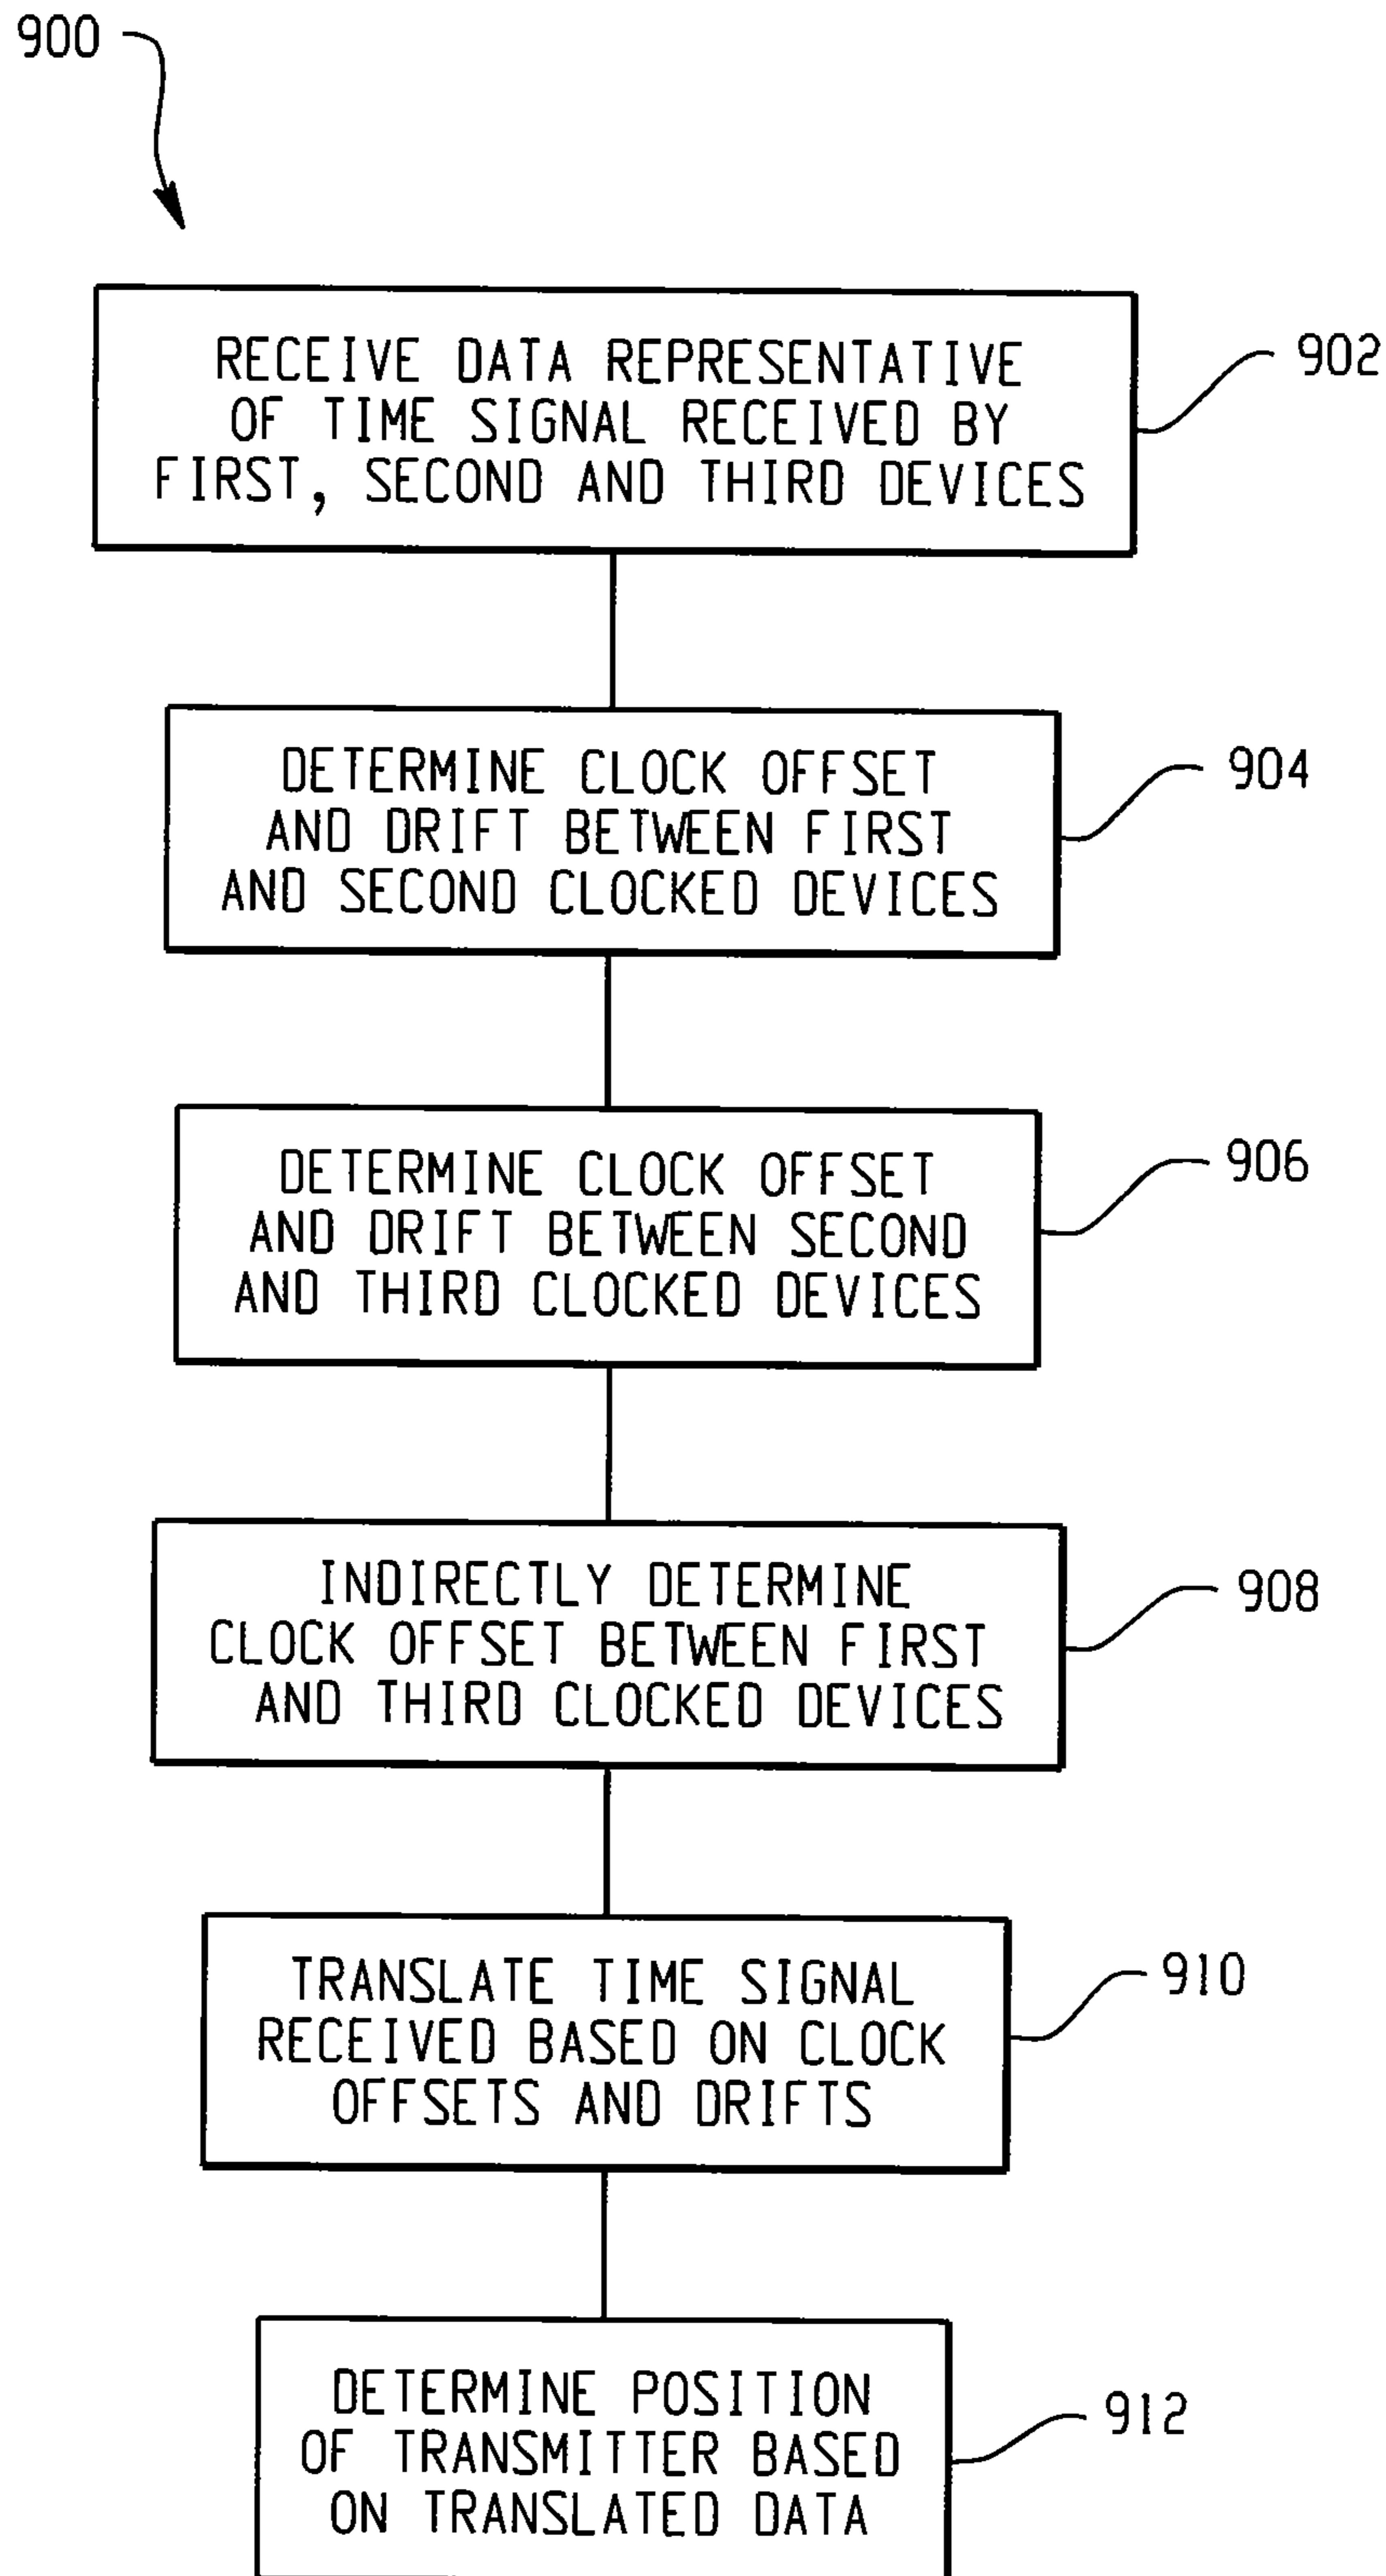 900
RECEIVE DATA REPRESENTATIVE
OF TIME SIGNAL RECEIVED BY
FIRST, SECOND AND THIRD DEVICES
902
DETERMINE CLOCK OFFSET
AND DRIFT BETWEEN FIRST
AND SECOND CLOCKED DEVICES
904
DETERMINE CLOCK OFFSET
AND DRIFT BETWEEN SECOND
AND THIRD CLOCKED DEVICES
906
INDIRECTLY DETERMINE
CLOCK OFFSET BETWEEN FIRST
AND THIRD CLOCKED DEVICES
908
TRANSLATE TIME SIGNAL
RECEIVED BASED ON CLOCK
OFFSETS AND DRIFTS
910
DETERMINE POSITION
OF TRANSMITTER BASED
ON TRANSLATED DATA
912